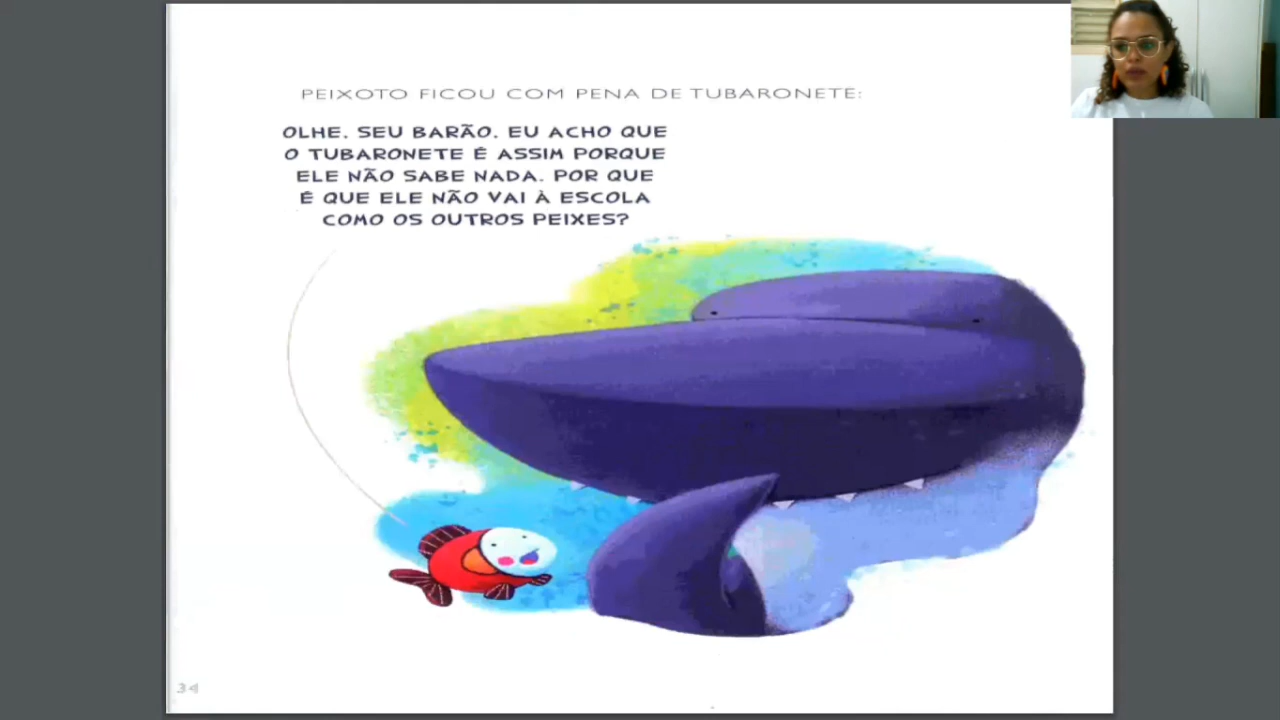 PEIXOTO FICOU COM PENA DE TUBARONETE:
OLHE, SEU BARÃO, EU ACHO QUE
O TUBARONETE É ASSIM PORQUE
ELE NÃO SABE NADA. POR QUE
É QUE ELE NÃO VAI À ESCOLA
COMO OS OUTROS PEIXES?
34